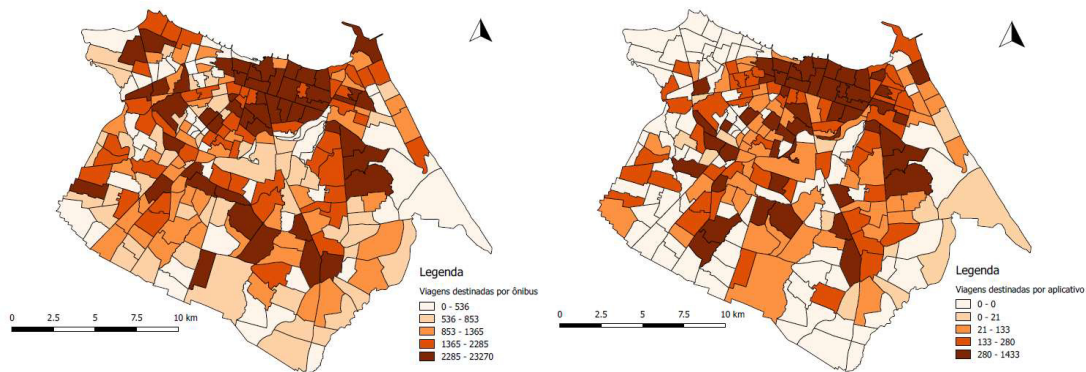 Legenda
Viagens destinadas por ônibus
0 - 536
536 - 853
853 - 1365
1365 - 2285
2285 - 23270
0 2.5 5 7.5 10 km
Legenda
Viagens destinadas por aplicativo
0 - 0
0 - 21
21 - 133
133 - 280
280 - 1433
0 2.5 5 7.5 10 km